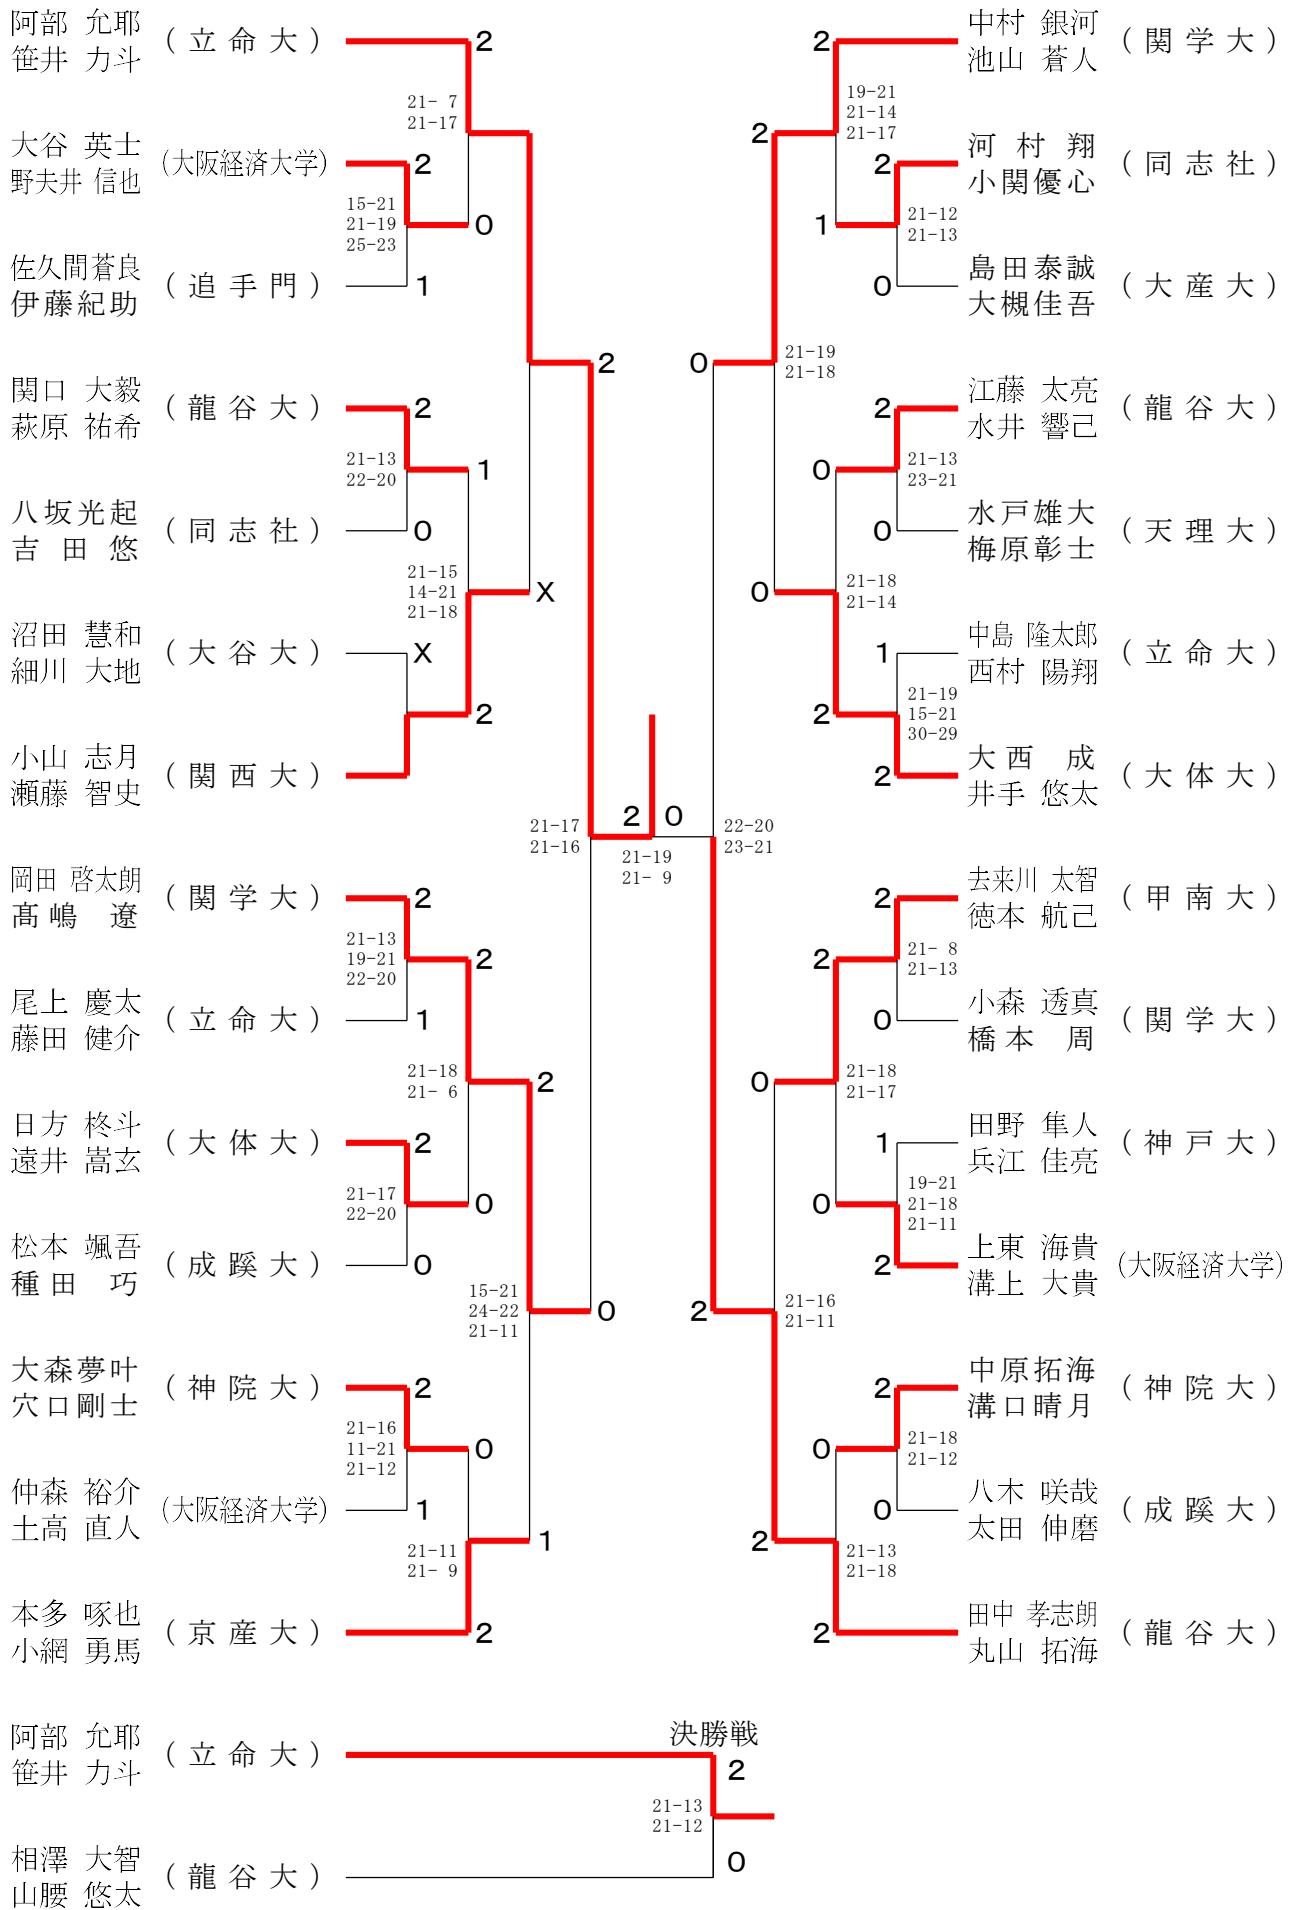 阿部 允耶
笹井 力斗
(立命大)
2
21- 7
21-17
大谷 英士
野夫井 信也
(大阪経済大学)
2
15-21
21-19
25-23
0
佐久間蒼良
伊藤紀助
(追手門)
1
2
関口 大毅
萩原 祐希
(龍谷大)
2
21-13
22-20
1
八坂光起
吉田悠
(同志社)
0
21-15
14-21
21-18
X
沼田 慧和
細川 大地
(大谷大)
X
2
小山 志月
瀬藤 智史
(関西大)
21-17
21-16
岡田 啓太朗
髙嶋 遼
(関学大)
2
21-13
19-21
22-20
2
尾上 慶太
藤田 健介
(立命大)
1
21-18
21- 6
2
日方 柊斗
遠井 嵩玄
(大体大)
2
21-17
22-20
0
松本 颯吾
種田 巧
(成蹊大)
0
15-21
24-22
21-11
0
大森夢叶
穴口剛士
(神院大)
2
21-16
11-21
21-12
0
仲森 裕介
土高 直人
(大阪経済大学)
1
21-11
21- 9
1
本多 啄也
小網 勇馬
(京産大)
2
2 0
21-19
21- 9
2
中村 銀河
池山 蒼人
(関学大)
19-21
21-14
21-17
2
河村翔
小関優心
(同志社)
2
21-12
21-13
1
島田泰誠
大槻佳吾
(大産大)
0
0
21-19
21-18
江藤 太亮
水井 響己
(龍谷大)
2
21-13
23-21
0
水戸雄大
梅原彰士
(天理大)
0
21-18
21-14
0
中島 隆太郎
西村 陽翔
(立命大)
1
21-19
15-21
30-29
2
大西 成
井手 悠太
(大体大)
2
22-20
23-21
去来川 太智
徳本 航己
(甲南大)
2
21- 8
21-13
2
小森 透真
橋本 周
(関学大)
0
21-18
21-17
0
田野 隼人
兵江 佳亮
(神戸大)
1
19-21
21-18
21-11
0
上東 海貴
溝上 大貴
(大阪経済大学)
2
2
21-16
21-11
中原拓海
溝口晴月
(神院大)
2
21-18
21-12
0
八木 咲哉
太田 伸磨
(成蹊大)
0
21-13
21-18
2
田中 孝志朗
丸山 拓海
(龍谷大)
2
決勝戦
阿部 允耶
笹井 力斗
(立命大)
2
21-13
21-12
相澤 大智
山腰 悠太
(龍谷大)
0